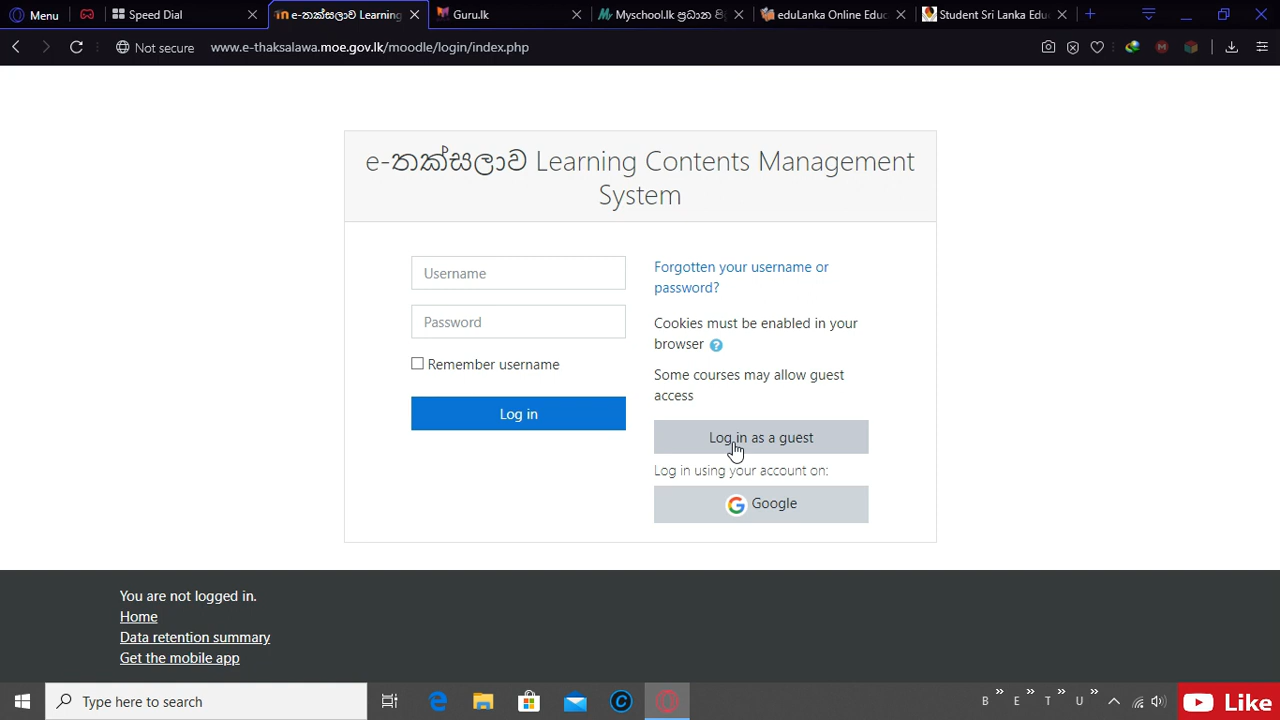 Menu
Speed Dial
e-තක්සලාව Learning
Guru.lk
Myschool.lk ප්‍රධාන පි
eduLanka Online Educ
Student Sri Lanka Edu
Not secure
www.e-thaksalawa.moe.gov.lk/moodle/login/index.php
e-තක්සලාව Learning Contents Management
System
Username
Password
Remember username
Log in
Forgotten your username or
password?
Cookies must be enabled in your
browser ?
Some courses may allow guest
access
Log in as a guest
Log in using your account on:
Google
You are not logged in.
Home
Data retention summary
Get the mobile app
Type here to search
B » E » T » U »
Like